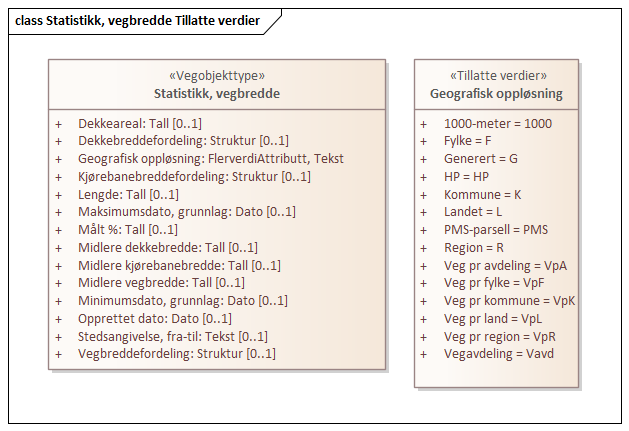 class Statistikk, vegbredde Tillatte verdier
«Vegobjekttype»
Statistikk, vegbredde
+ Dekkeareal: Tall [0..1]
+ Dekkebreddefordeling: Struktur [0..1]
+ Geografisk oppløsning: FlerverdiAttributt, Tekst
+ Kjørebanebreddefordeling: Struktur [0..1]
+ Lengde: Tall [0..1]
+ Maksimumsdato, grunnlag: Dato [0..1]
+ Målt %: Tall [0..1]
+ Midlere dekkebredde: Tall [0..1]
+ Midlere kjørebanebredde: Tall [0..1]
+ Midlere vegbredde: Tall [0..1]
+ Minimumsdato, grunnlag: Dato [0..1]
+ Opprettet dato: Dato [0..1]
+ Stedsangivelse, fra-til: Tekst [0..1]
+ Vegbreddefordeling: Struktur [0..1]
«Tillatte verdier»
Geografisk oppløsning
+ 1000-meter = 1000
+ Fylke = F
+ Generert = G
+ HP = HP
+ Kommune = K
+ Landet = L
+ PMS-parsell = PMS
+ Region = R
+ Veg pr avdeling = VpA
+ Veg pr fylke = VpF
+ Veg pr kommune = VpK
+ Veg pr land = VpL
+ Veg pr region = VpR
+ Vegavdeling = Vavd